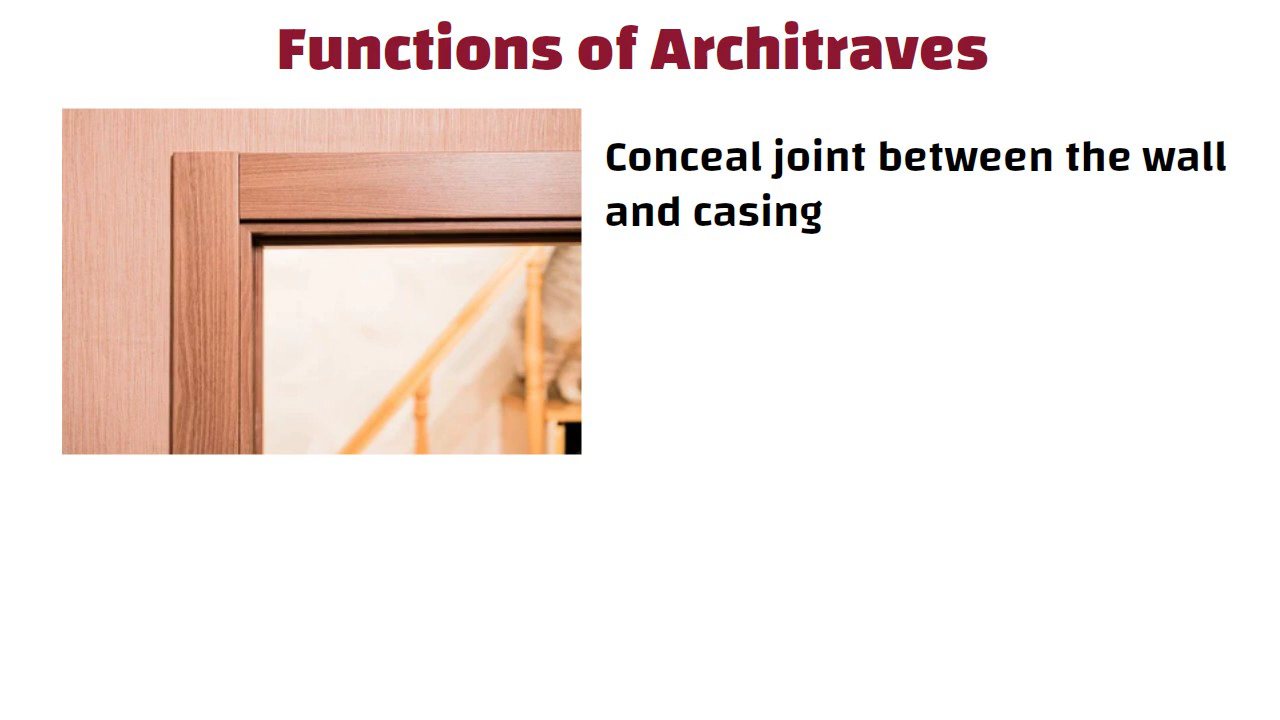 Functions of Architraves
Conceal joint between the wall
and casing